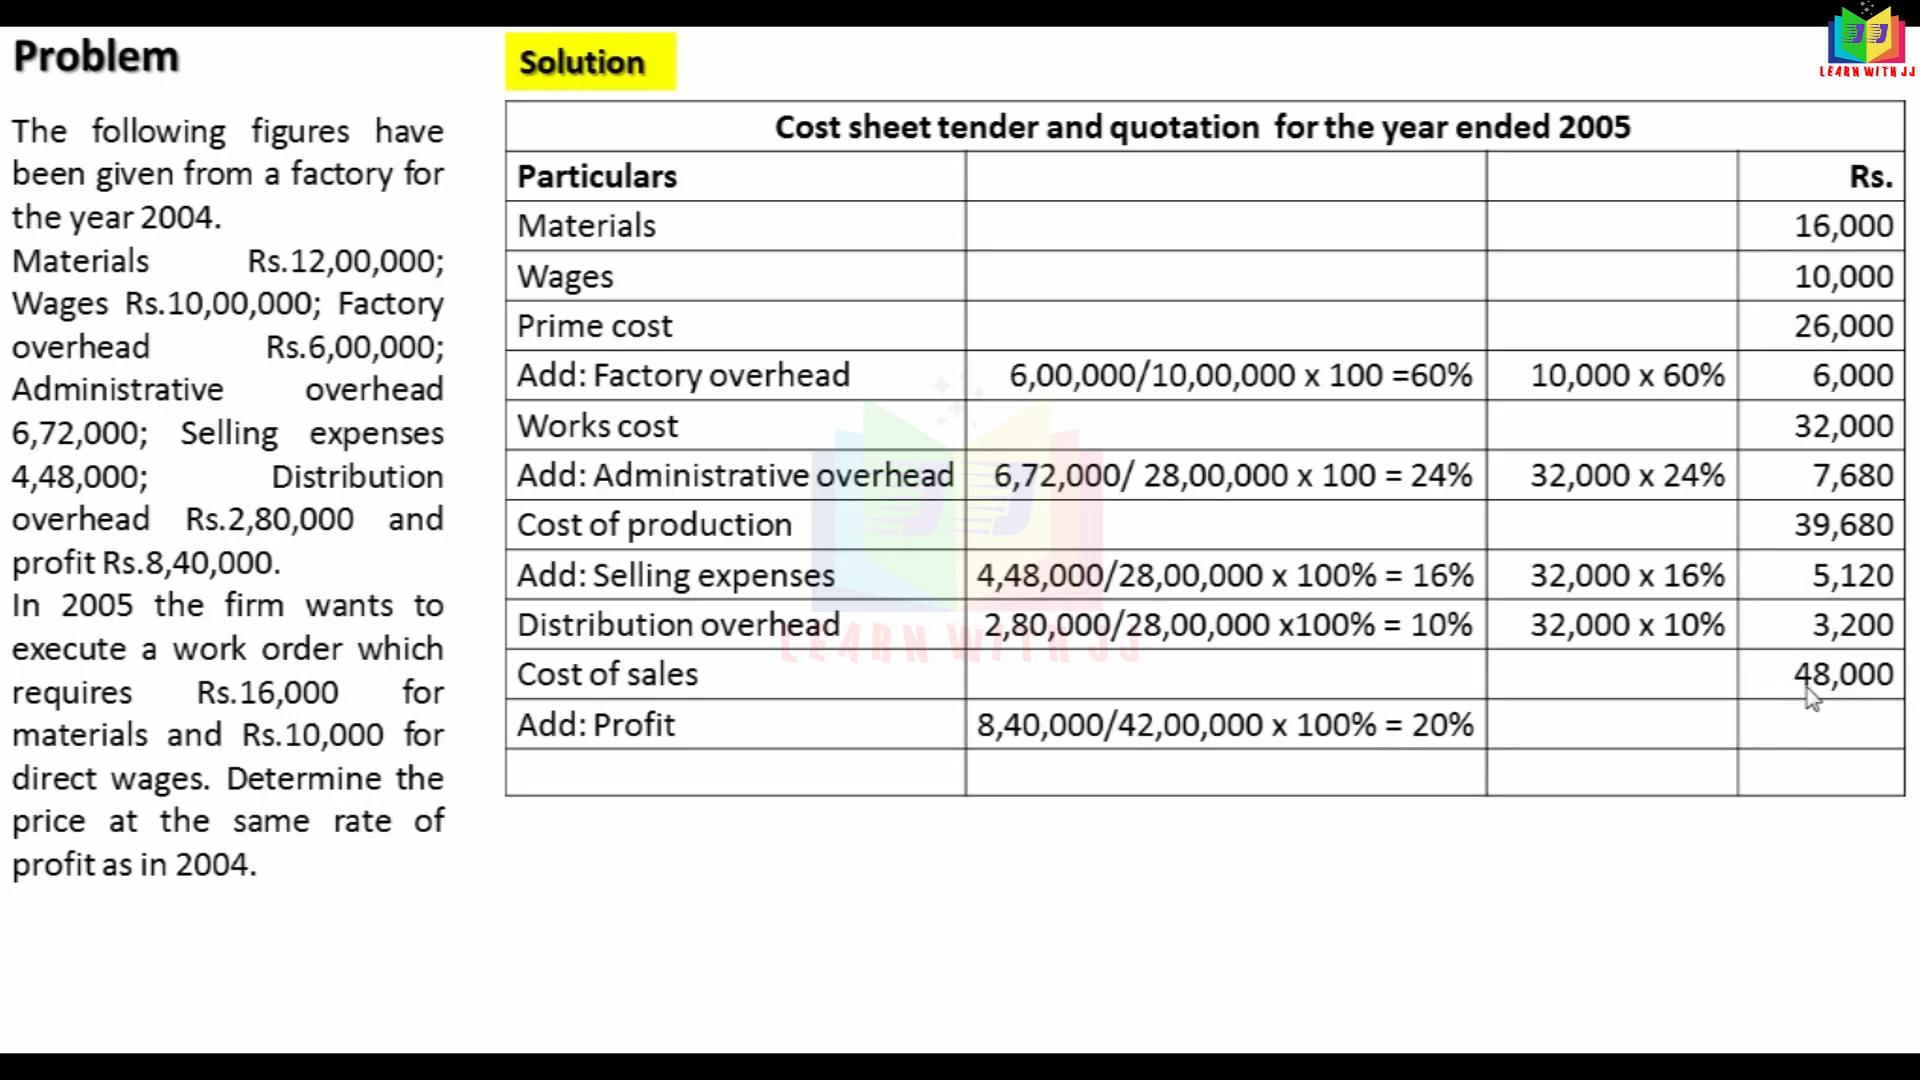 LEARN WITH JJ
Problem
The following figures have
been given from a factory for
the year 2004.
Materials Rs.12,00,000;
Wages Rs.10,00,000; Factory
overhead Rs.6,00,000;
Administrative overhead
6,72,000; Selling expenses
4,48,000; Distribution
overhead Rs.2,80,000 and
profit Rs.8,40,000.
In 2005 the firm wants to
execute a work order which
requires Rs.16,000 for
materials and Rs.10,000 for
direct wages. Determine the
price at the same rate of
profit as in 2004.
Solution
Cost sheet tender and quotation for the year ended 2005
Particulars Rs.
Materials 16,000
Wages 10,000
Prime cost 26,000
Add: Factory overhead 6,00,000/10,00,000 x 100 =60% 10,000 x 60% 6,000
Works cost 32,000
Add: Administrative overhead 6,72,000/ 28,00,000 x 100 = 24% 32,000 x 24% 7,680
Cost of production 39,680
Add: Selling expenses 4,48,000/28,00,000 x 100% = 16% 32,000 x 16% 5,120
Distribution overhead 2,80,000/28,00,000 x100% = 10% 32,000 x 10% 3,200
Cost of sales 48,000
Add: Profit 8,40,000/42,00,000 x 100% = 20%
LEARN WITH JJ